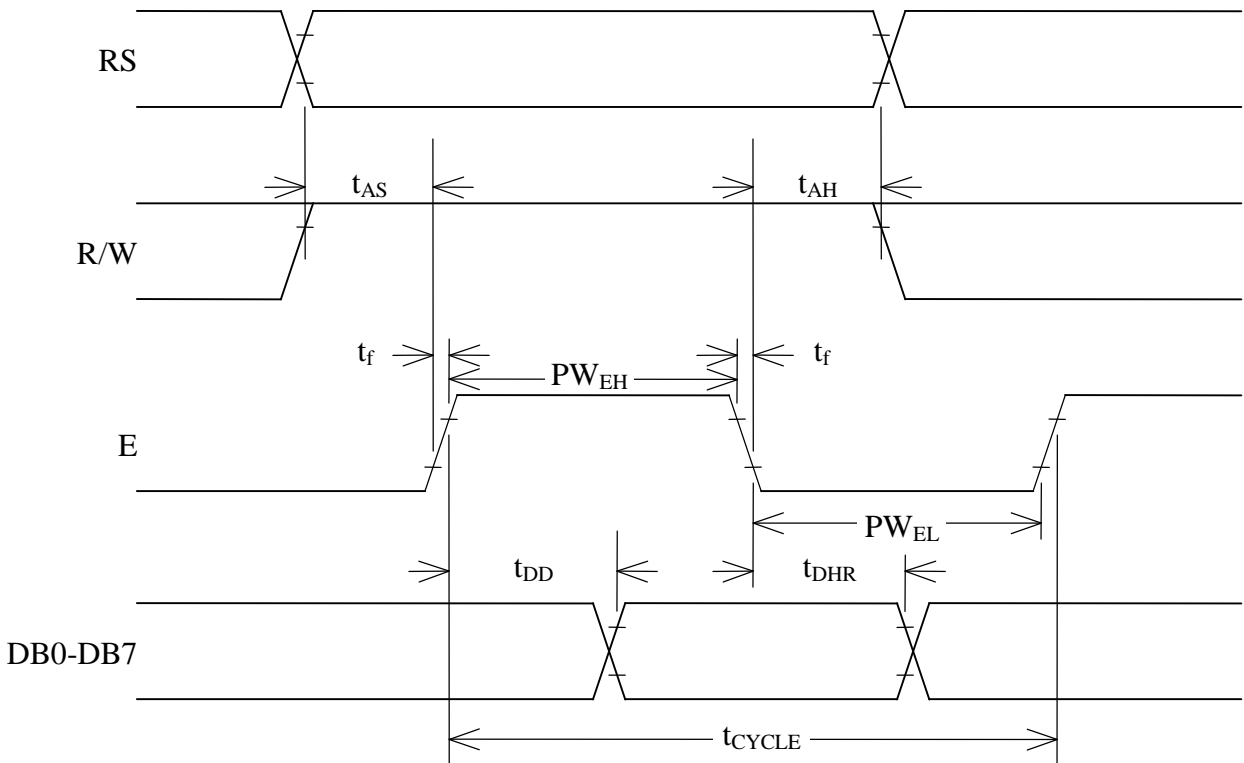 RS
tAS
tAH
R/W
tf
PWEH
tf
E
PWEL
tDD
tDHR
DB0-DB7
tCYCLE